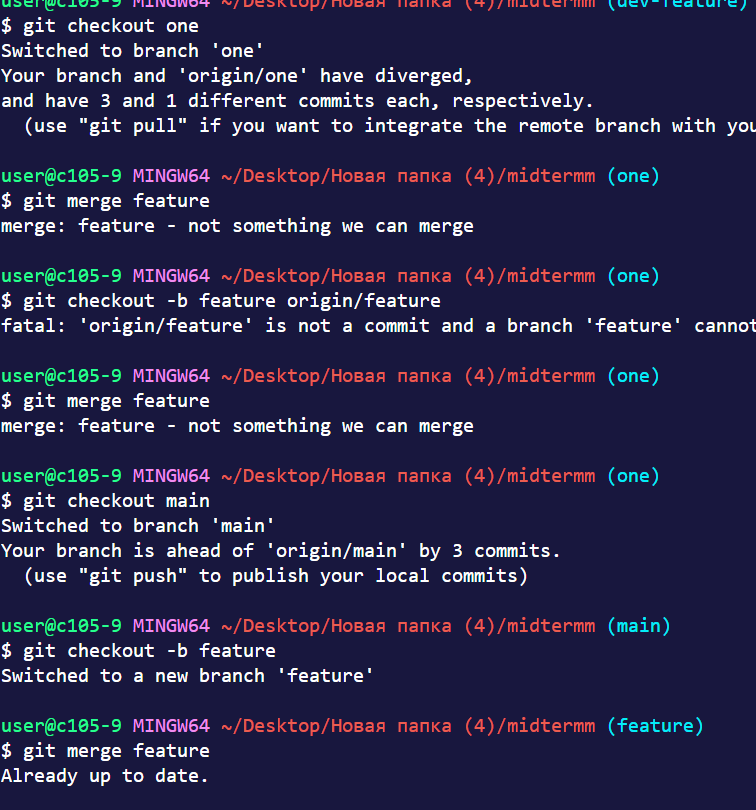 user@c105-9 MINGW64 ~/Desktop/Новая папка (4)/midtermm (dev-feature)
$ git checkout one
Switched to branch 'one'
Your branch and 'origin/one' have diverged,
and have 3 and 1 different commits each, respectively.
  (use "git pull" if you want to integrate the remote branch with you
user@c105-9 MINGW64 ~/Desktop/Новая папка (4)/midtermm (one)
$ git merge feature
merge: feature - not something we can merge
user@c105-9 MINGW64 ~/Desktop/Новая папка (4)/midtermm (one)
$ git checkout -b feature origin/feature
fatal: 'origin/feature' is not a commit and a branch 'feature' cannot
user@c105-9 MINGW64 ~/Desktop/Новая папка (4)/midtermm (one)
$ git merge feature
merge: feature - not something we can merge
user@c105-9 MINGW64 ~/Desktop/Новая папка (4)/midtermm (one)
$ git checkout main
Switched to branch 'main'
Your branch is ahead of 'origin/main' by 3 commits.
  (use "git push" to publish your local commits)
user@c105-9 MINGW64 ~/Desktop/Новая папка (4)/midtermm (main)
$ git checkout -b feature
Switched to a new branch 'feature'
user@c105-9 MINGW64 ~/Desktop/Новая папка (4)/midtermm (feature)
$ git merge feature
Already up to date.